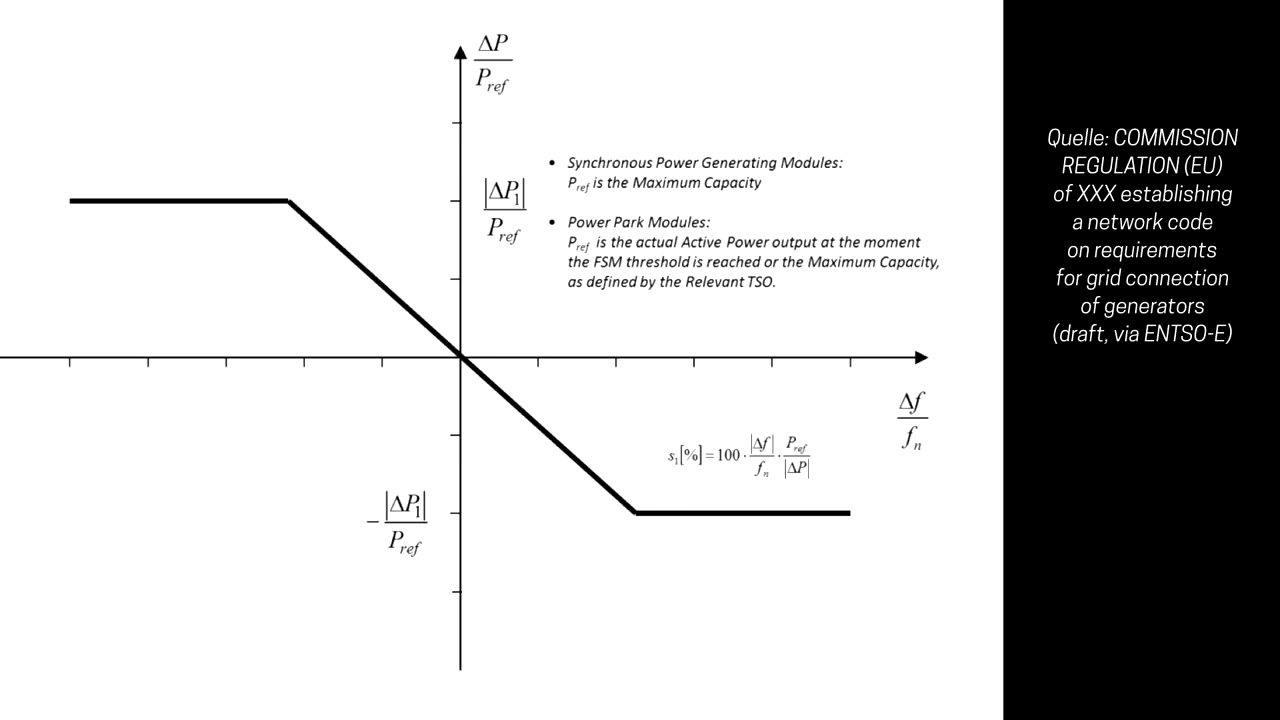 ΔP
P_ref
|ΔP₁|
P_ref
• Synchronous Power Generating Modules:
P_ref is the Maximum Capacity
• Power Park Modules:
P_ref is the actual Active Power output at the moment
the FSM threshold is reached or the Maximum Capacity,
as defined by the Relevant TSO.
Δf
f_n
s₁[%] = 100 · |Δf| / f_n · P_ref / |ΔP|
− |ΔP₁|
P_ref
Quelle: COMMISSION
REGULATION (EU)
of XXX establishing
a network code
on requirements
for grid connection
of generators
(draft, via ENTSO-E)